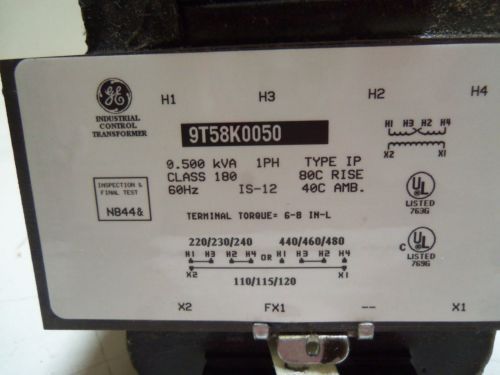 H1 H3 H2 H4
GE
INDUSTRIAL
CONTROL
TRANSFORMER
9T58K0050
H1 H3 H2 H4
X2 X1
0.500 kVA 1PH TYPE IP
CLASS 180 80C RISE
60Hz IS-12 40C AMB.
INSPECTION &
FINAL TEST
NB44&
UL
LISTED
763G
TERMINAL TORQUE= 6-8 IN-L
220/230/240 440/460/480
H1 H3 H2 H4 OR H1 H3 H2 H4
X2 X1
110/115/120
C UL
LISTED
769G
X2 FX1 -- X1